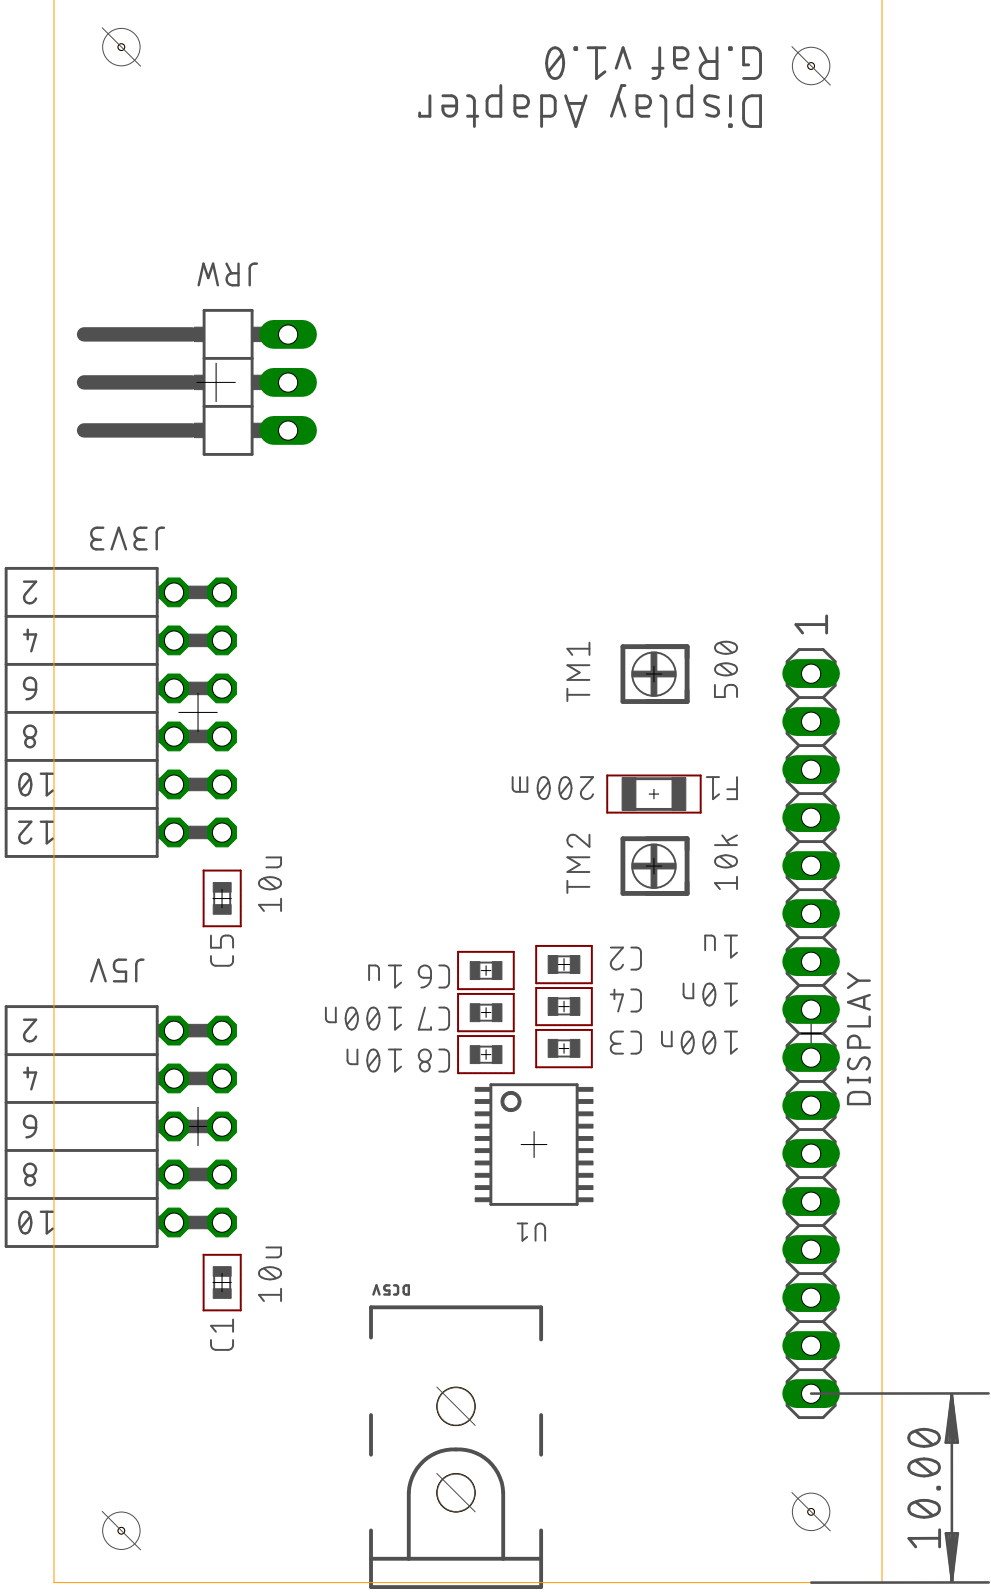 Display Adapter
G.Raf v1.0
JRW
J3V3
2
4
6
8
10
12
C5
10u
J5V
2
4
6
8
10
C1
10u
TM1
500
F1
200m
TM2
10k
C2
1u
C4
10n
C3
100n
C6 1u
C7 100n
C8 10n
U1
DC5V
1
DISPLAY
10.00